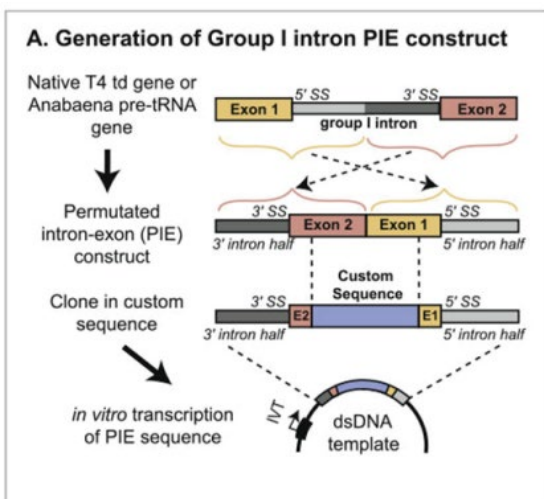 A. Generation of Group I intron PIE construct
Native T4 td gene or
Anabaena pre-tRNA
gene
5' SS
3' SS
Exon 1
Exon 2
group I intron
Permutated
intron-exon (PIE)
construct
3' SS
Exon 2
Exon 1
5' SS
3' intron half
5' intron half
Clone in custom
sequence
Custom
Sequence
3' SS
E2
E1
5' SS
3' intron half
5' intron half
in vitro transcription
of PIE sequence
IVT
dsDNA
template